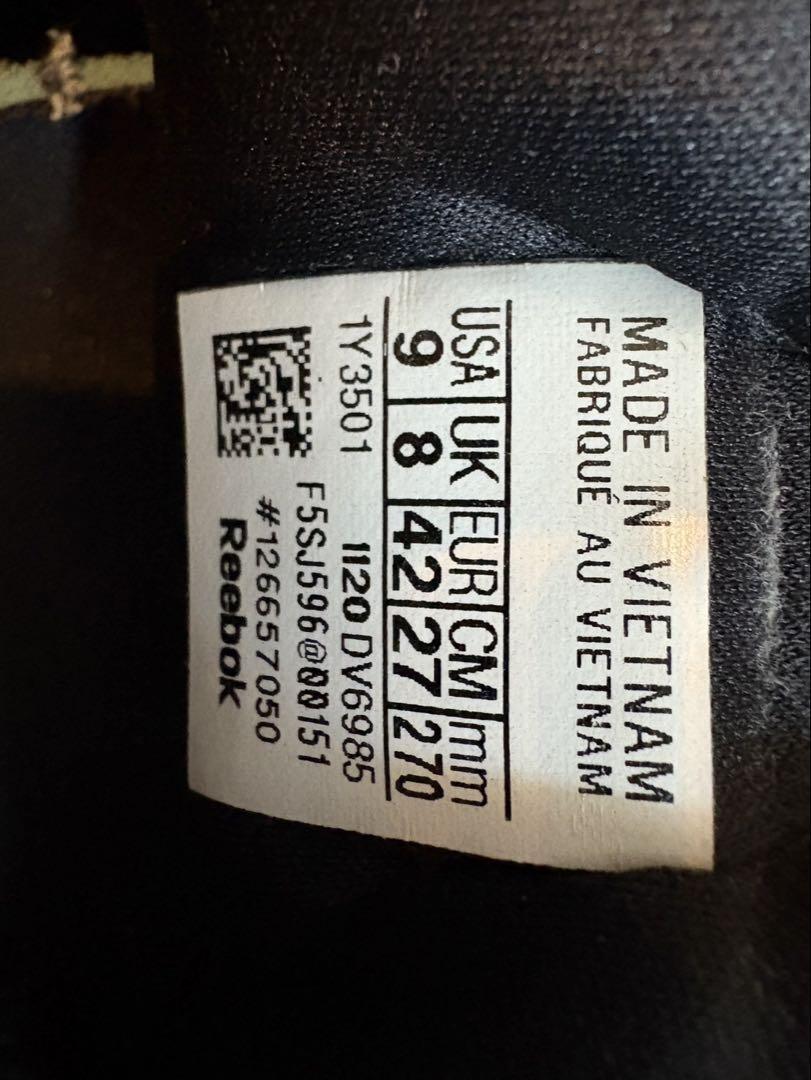 MADE IN VIETNAM
FABRIQUÉ AU VIETNAM
USA UK EUR CM mm
9 8 42 27 270
1Y3501 1120 DV6985
F5SJ596@00151
#126657050
Reebok